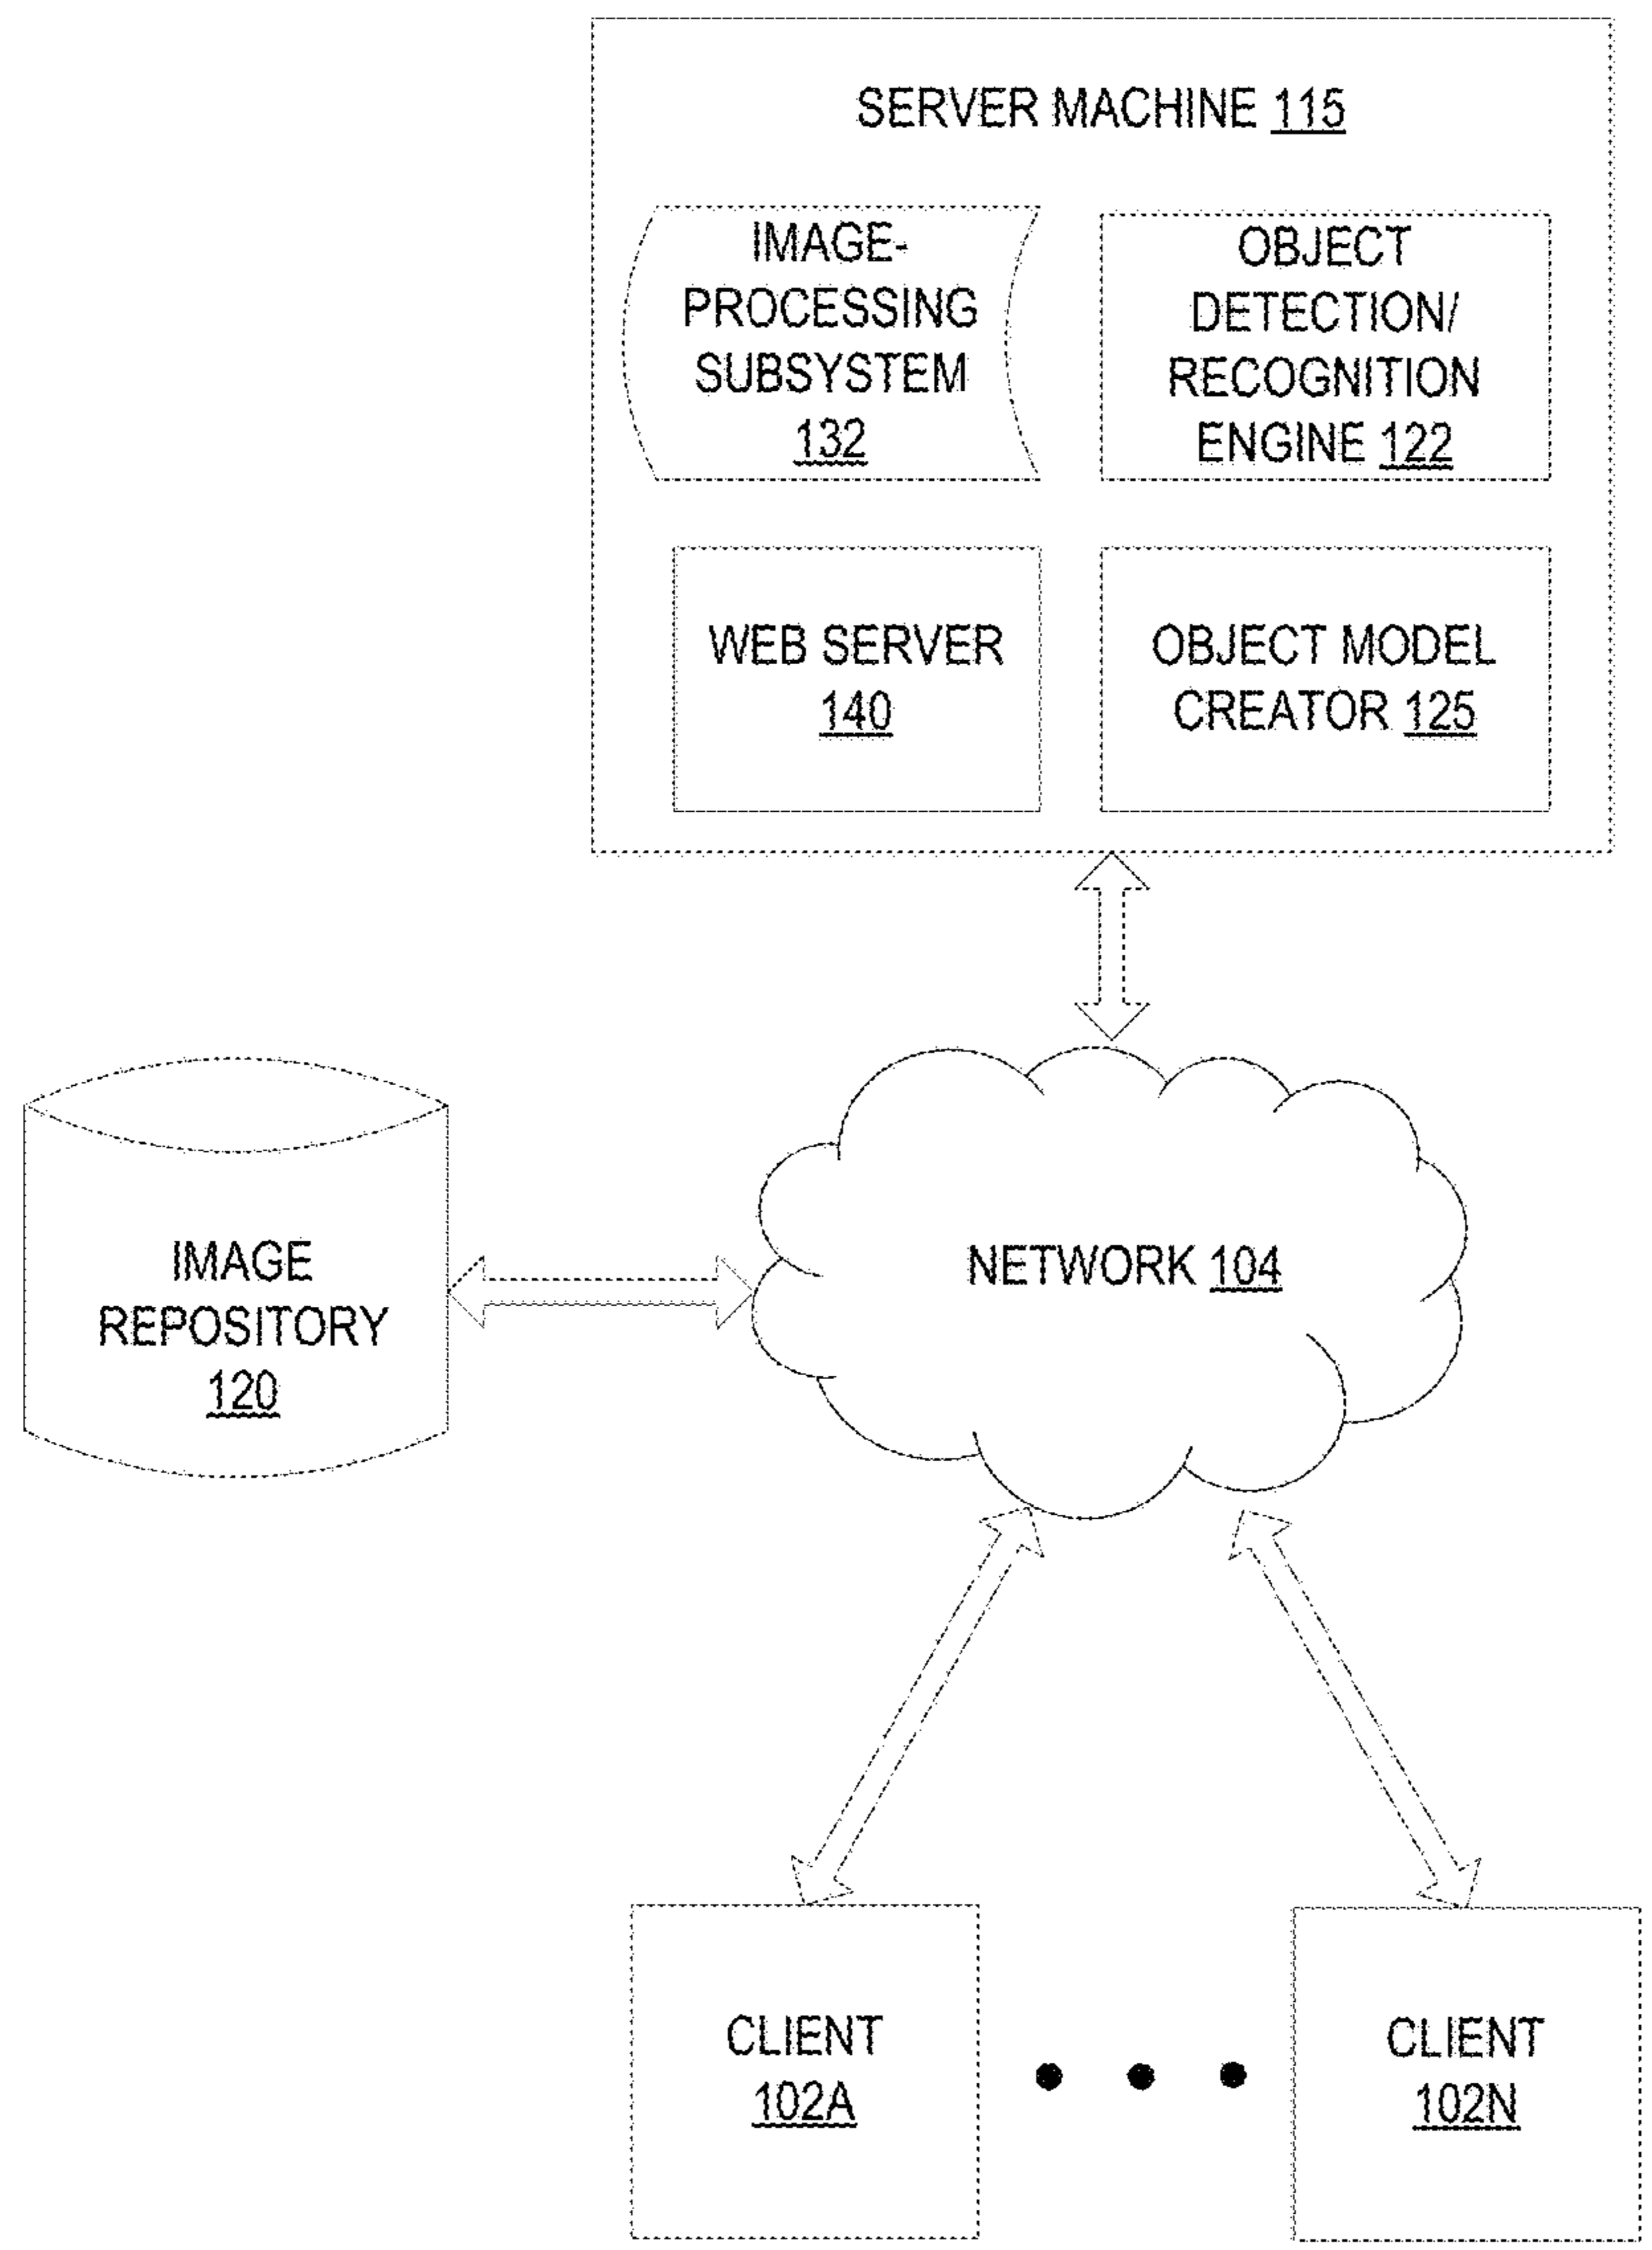 SERVER MACHINE 115
IMAGE-
PROCESSING
SUBSYSTEM
132
OBJECT
DETECTION/
RECOGNITION
ENGINE 122
WEB SERVER
140
OBJECT MODEL
CREATOR 125
IMAGE
REPOSITORY
120
NETWORK 104
CLIENT
102A
CLIENT
102N